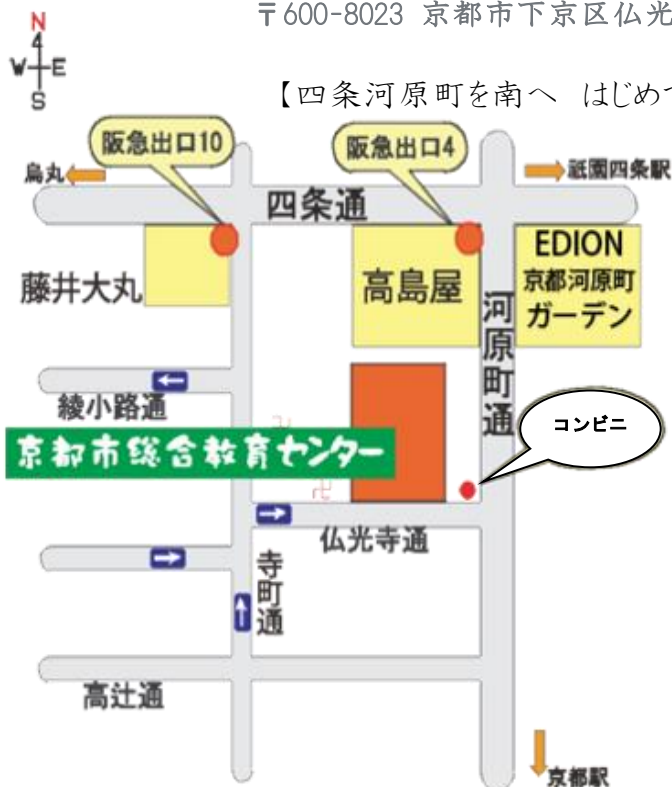 〒600-8023 京都市下京区仏光
N
W E
S
【四条河原町を南へ はじめ
阪急出口10
阪急出口4
烏丸
祇園四条駅
四条通
藤井大丸
高島屋
EDION
京都河原町
ガーデン
河原町通
綾小路通
コンビニ
京都市総合教育センター
仏光寺通
寺町通
高辻通
京都駅